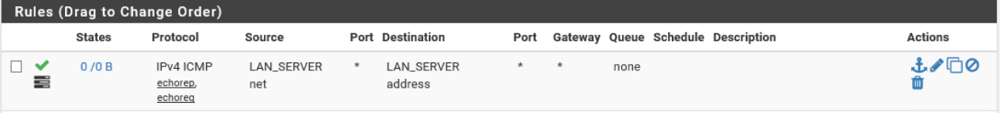 Rules (Drag to Change Order)
States Protocol Source Port Destination Port Gateway Queue Schedule Description Actions
0 /0 B IPv4 ICMP LAN_SERVER * LAN_SERVER * * none
echorep, net address
echoreq